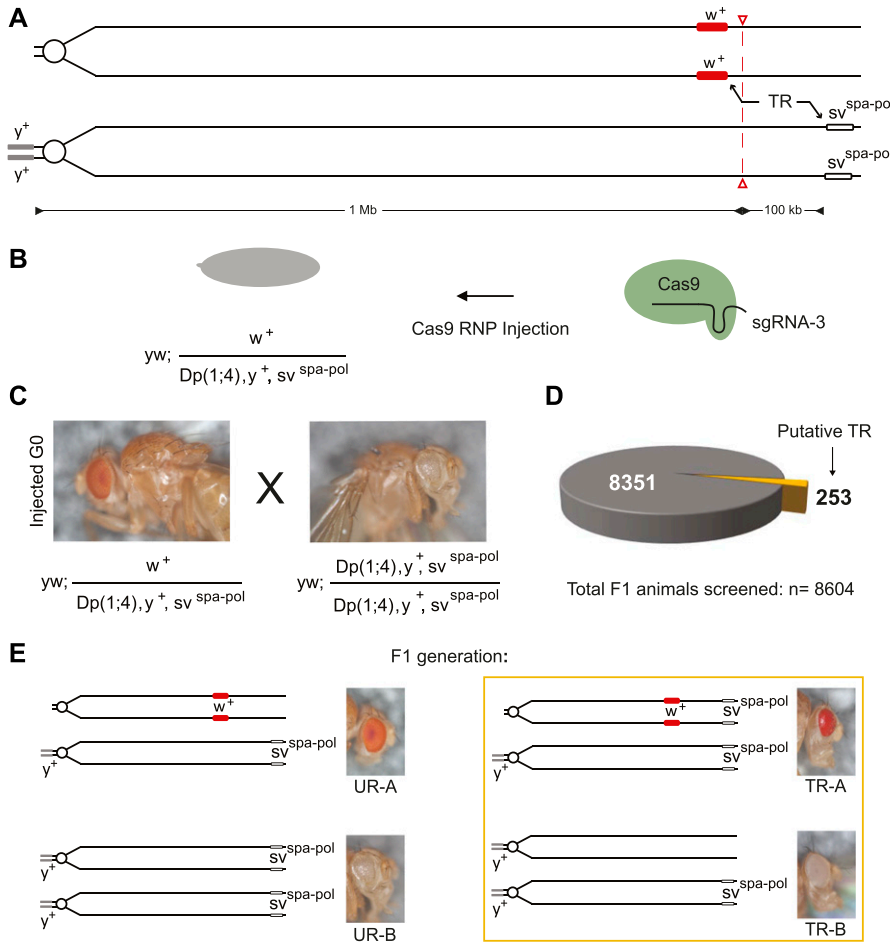 A
w+
w+
TR
sv spa-po
y+
sv spa-po
y+
1 Mb
100 kb
B
Cas9
sgRNA-3
Cas9 RNP Injection
yw; w+
Dp(1;4),y+, sv spa-pol
C
Injected G0
X
yw; w+
Dp(1;4),y+, sv spa-pol
yw; Dp(1;4),y+, sv spa-pol
Dp(1;4),y+, sv spa-pol
D
Putative TR
8351
253
Total F1 animals screened: n= 8604
E
F1 generation:
w+
sv spa-pol
y+
UR-A
sv spa-pol
y+
sv spa-pol
y+
UR-B
w+
sv spa-pol
sv spa-pol
y+
TR-A
y+
sv spa-pol
y+
TR-B